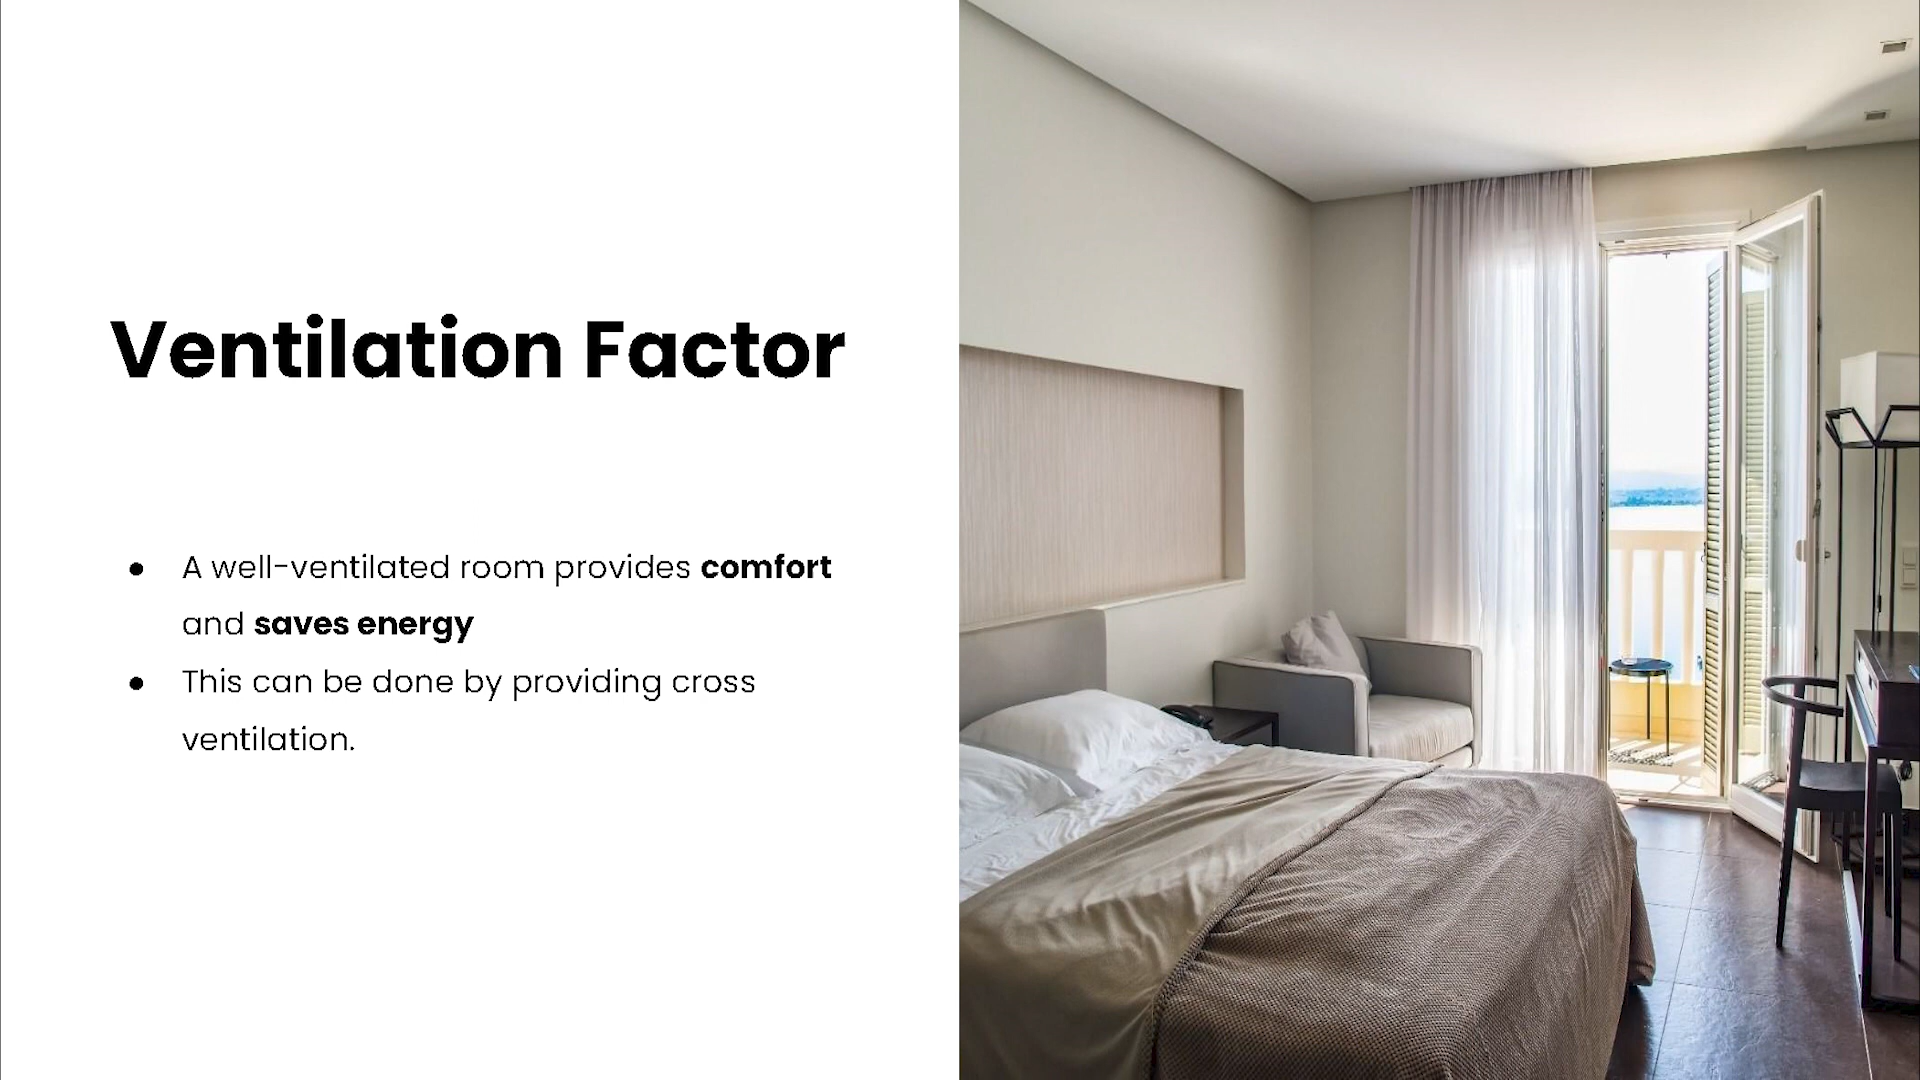 Ventilation Factor
● A well-ventilated room provides comfort
and saves energy
● This can be done by providing cross
ventilation.